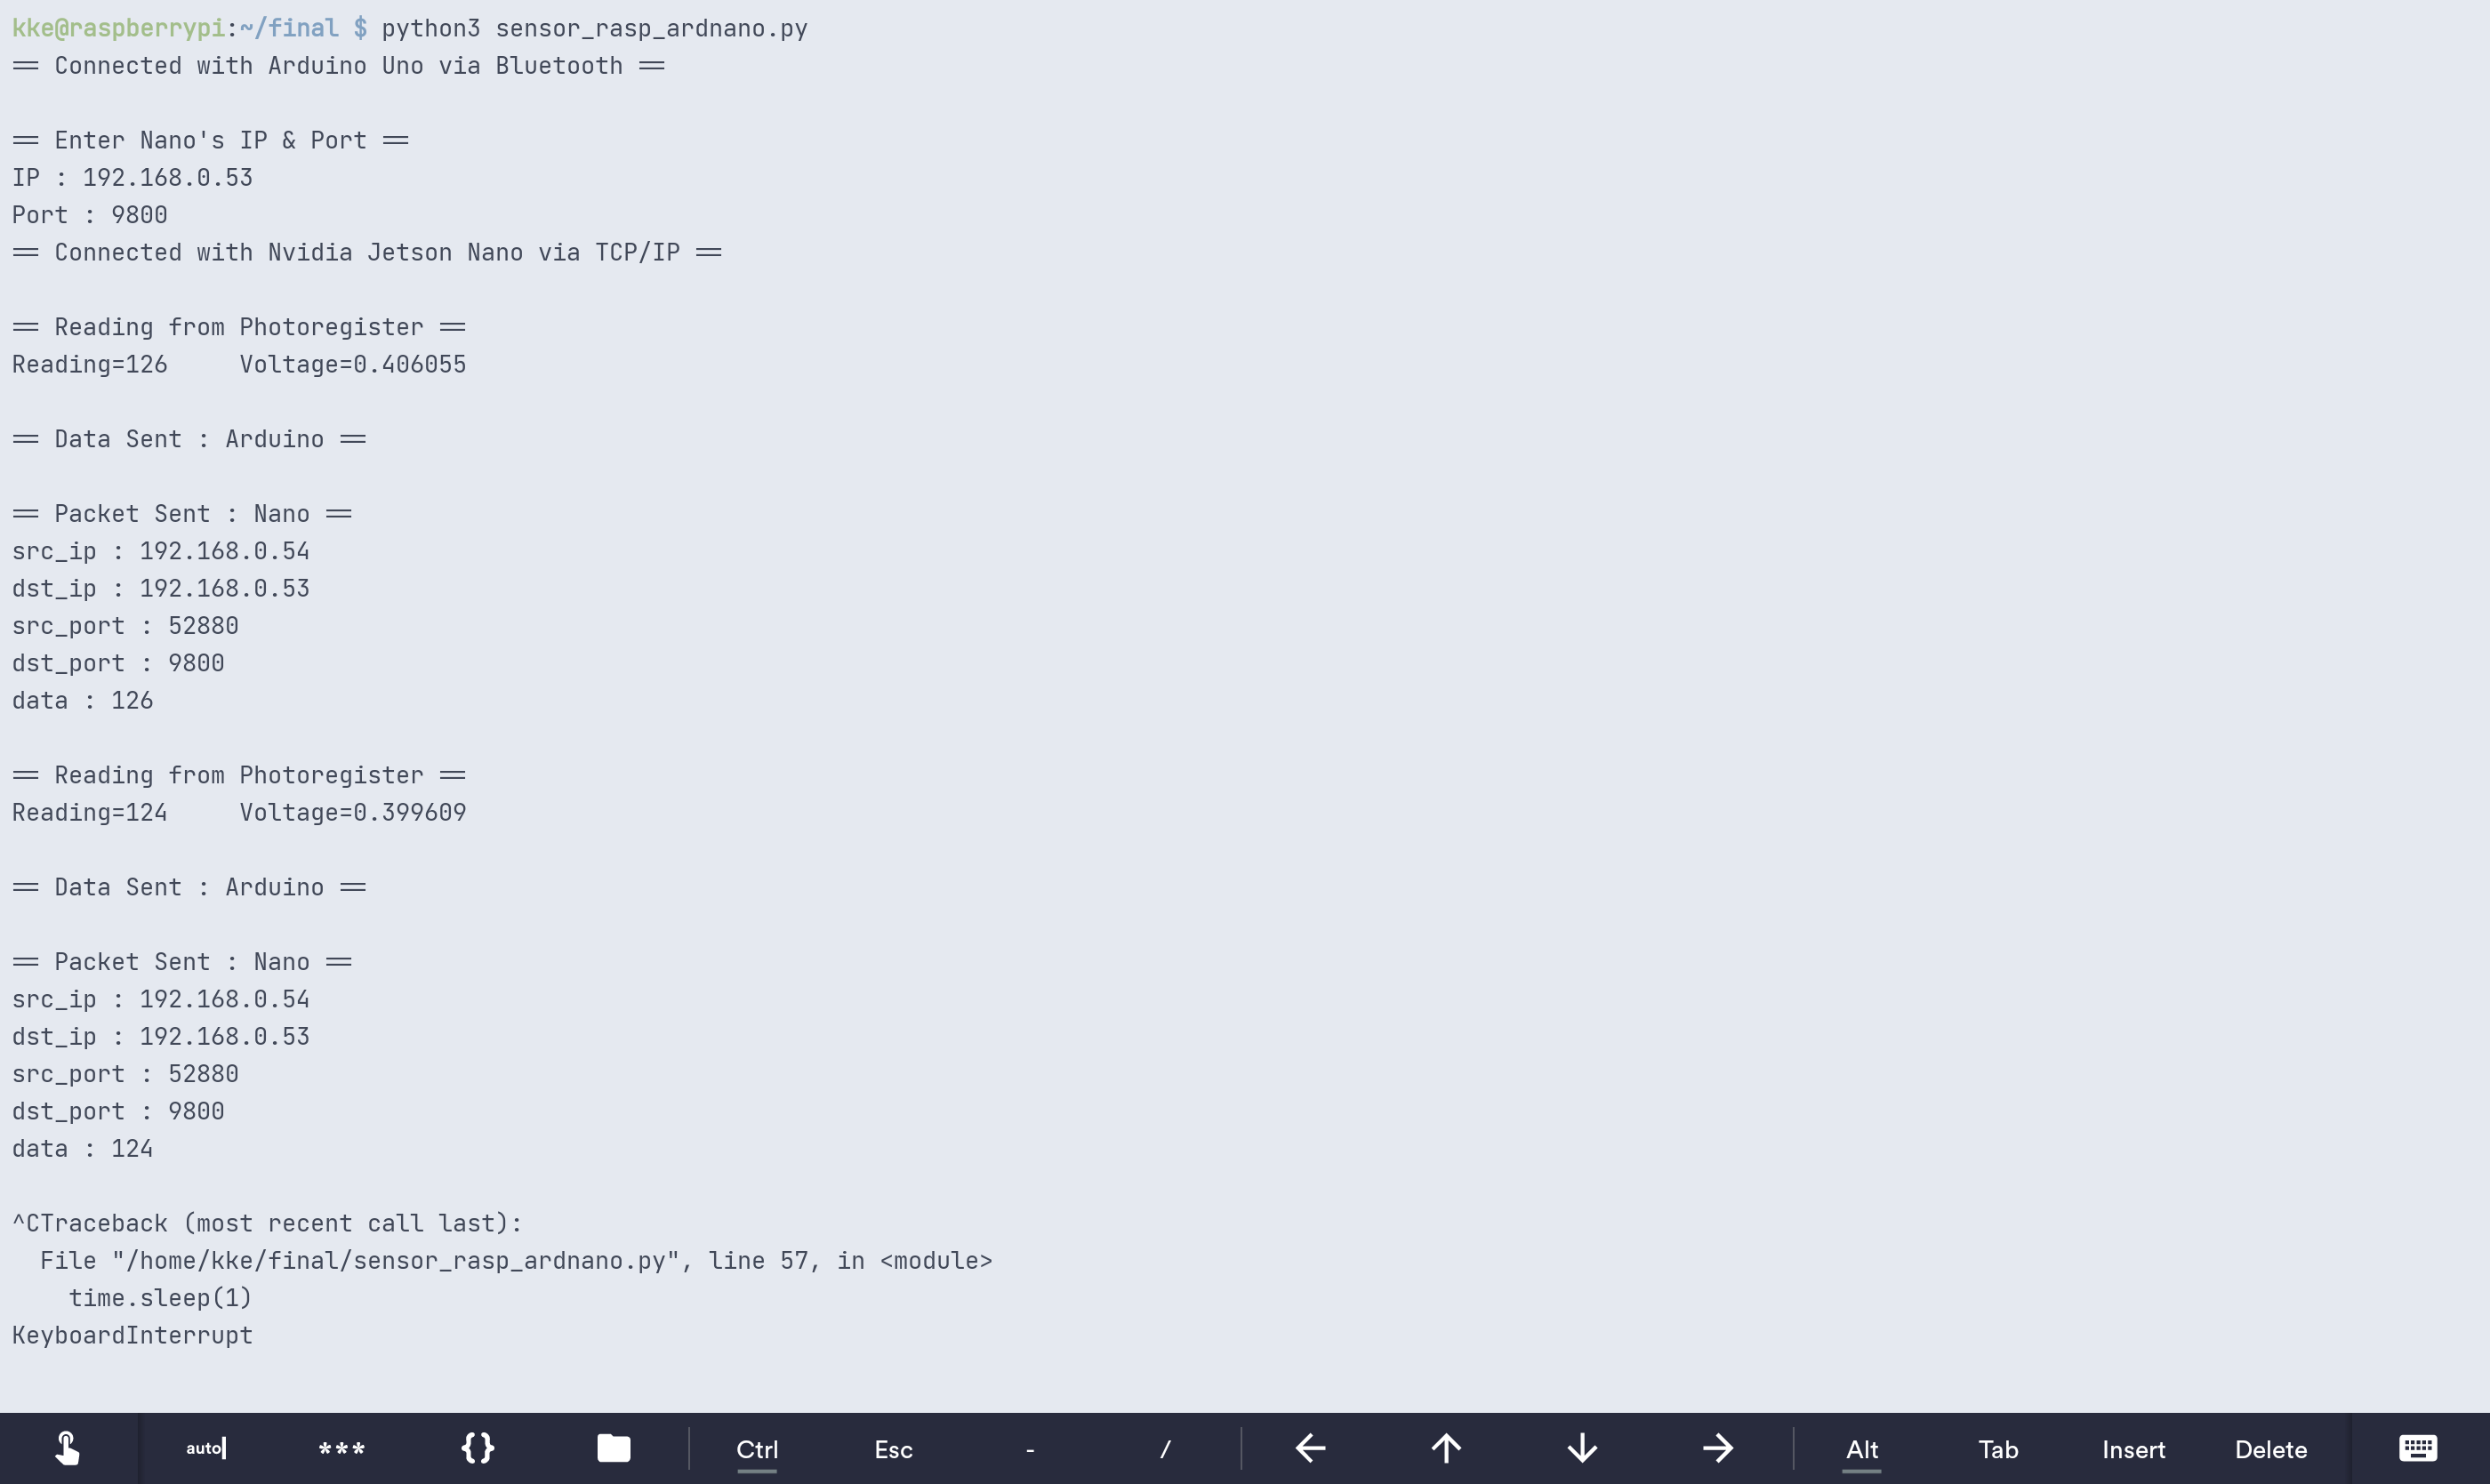 kke@raspberrypi:~/final $ python3 sensor_rasp_ardnano.py
== Connected with Arduino Uno via Bluetooth ==
== Enter Nano's IP & Port ==
IP : 192.168.0.53
Port : 9800
== Connected with Nvidia Jetson Nano via TCP/IP ==
== Reading from Photoregister ==
Reading=126     Voltage=0.406055
== Data Sent : Arduino ==
== Packet Sent : Nano ==
src_ip : 192.168.0.54
dst_ip : 192.168.0.53
src_port : 52880
dst_port : 9800
data : 126
== Reading from Photoregister ==
Reading=124     Voltage=0.399609
== Data Sent : Arduino ==
== Packet Sent : Nano ==
src_ip : 192.168.0.54
dst_ip : 192.168.0.53
src_port : 52880
dst_port : 9800
data : 124
^CTraceback (most recent call last):
  File "/home/kke/final/sensor_rasp_ardnano.py", line 57, in <module>
    time.sleep(1)
KeyboardInterrupt
auto *** {} Ctrl Esc - / Alt Tab Insert Delete